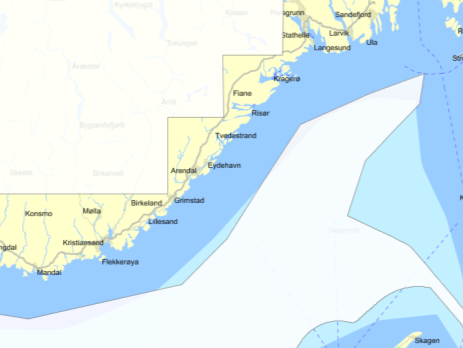 Sandefjord
Larvik
Stathelle
Langesund
Ula
Kragerø
Fiane
Risør
Tvedestrand
Eydehavn
Arendal
Grimstad
Birkeland
Mølla
Konsmo
Lillesand
Kristiansand
Flekkerøya
Mandal
Skagen